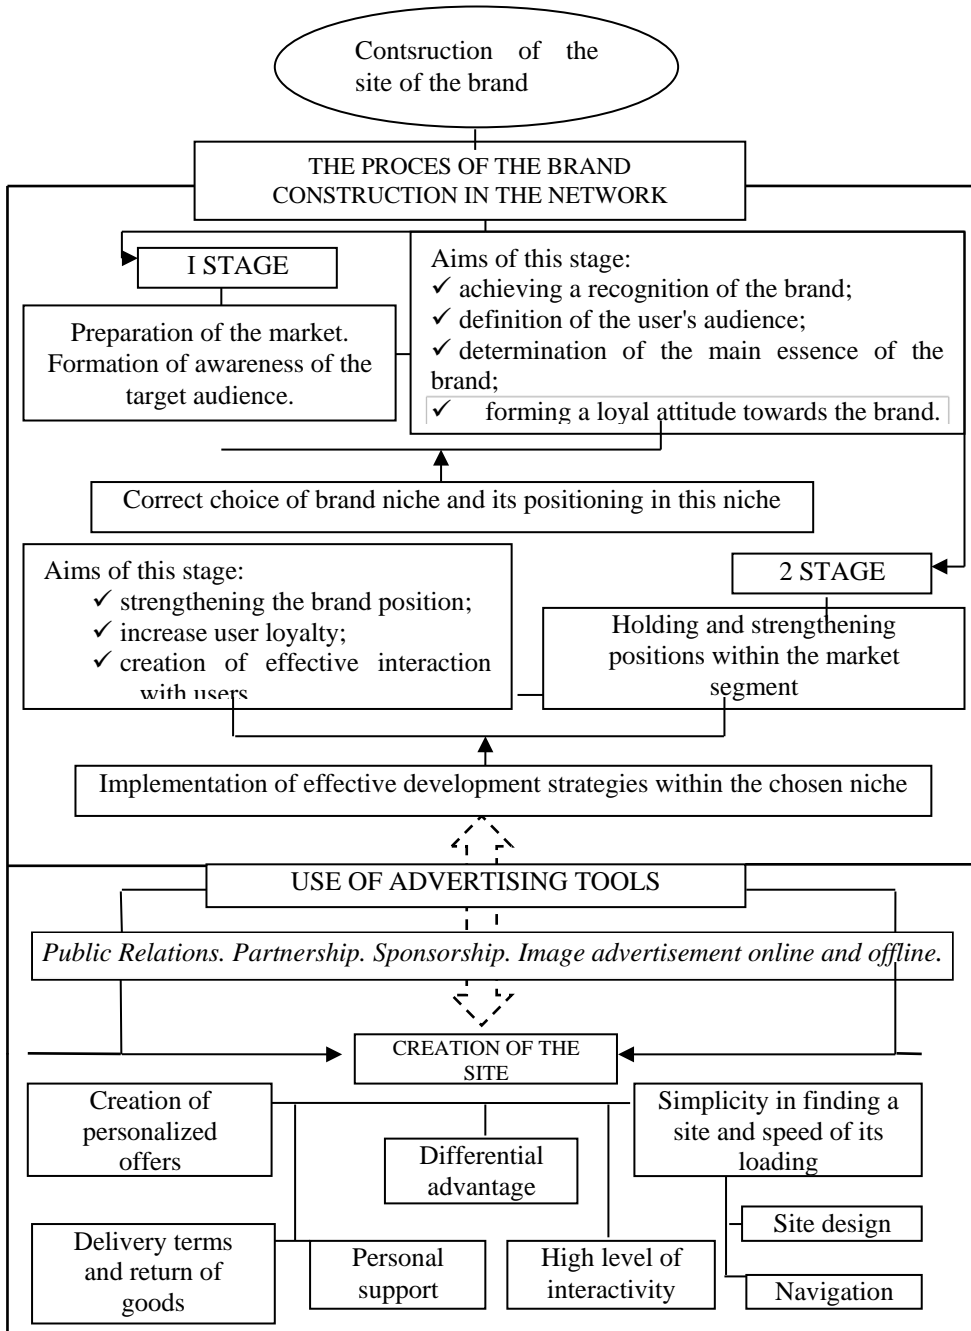 Contsruction of the
site of the brand
THE PROCES OF THE BRAND
CONSTRUCTION IN THE NETWORK
I STAGE
Preparation of the market.
Formation of awareness of the
target audience.
Aims of this stage:
✓ achieving a recognition of the brand;
✓ definition of the user's audience;
✓ determination of the main essence of the
brand;
✓ forming a loyal attitude towards the brand.
Correct choice of brand niche and its positioning in this niche
Aims of this stage:
✓ strengthening the brand position;
✓ increase user loyalty;
✓ creation of effective interaction
with users
2 STAGE
Holding and strengthening
positions within the market
segment
Implementation of effective development strategies within the chosen niche
USE OF ADVERTISING TOOLS
Public Relations. Partnership. Sponsorship. Image advertisement online and offline.
CREATION OF THE
SITE
Creation of
personalized
offers
Differential
advantage
Simplicity in finding a
site and speed of its
loading
Delivery terms
and return of
goods
Personal
support
High level of
interactivity
Site design
Navigation